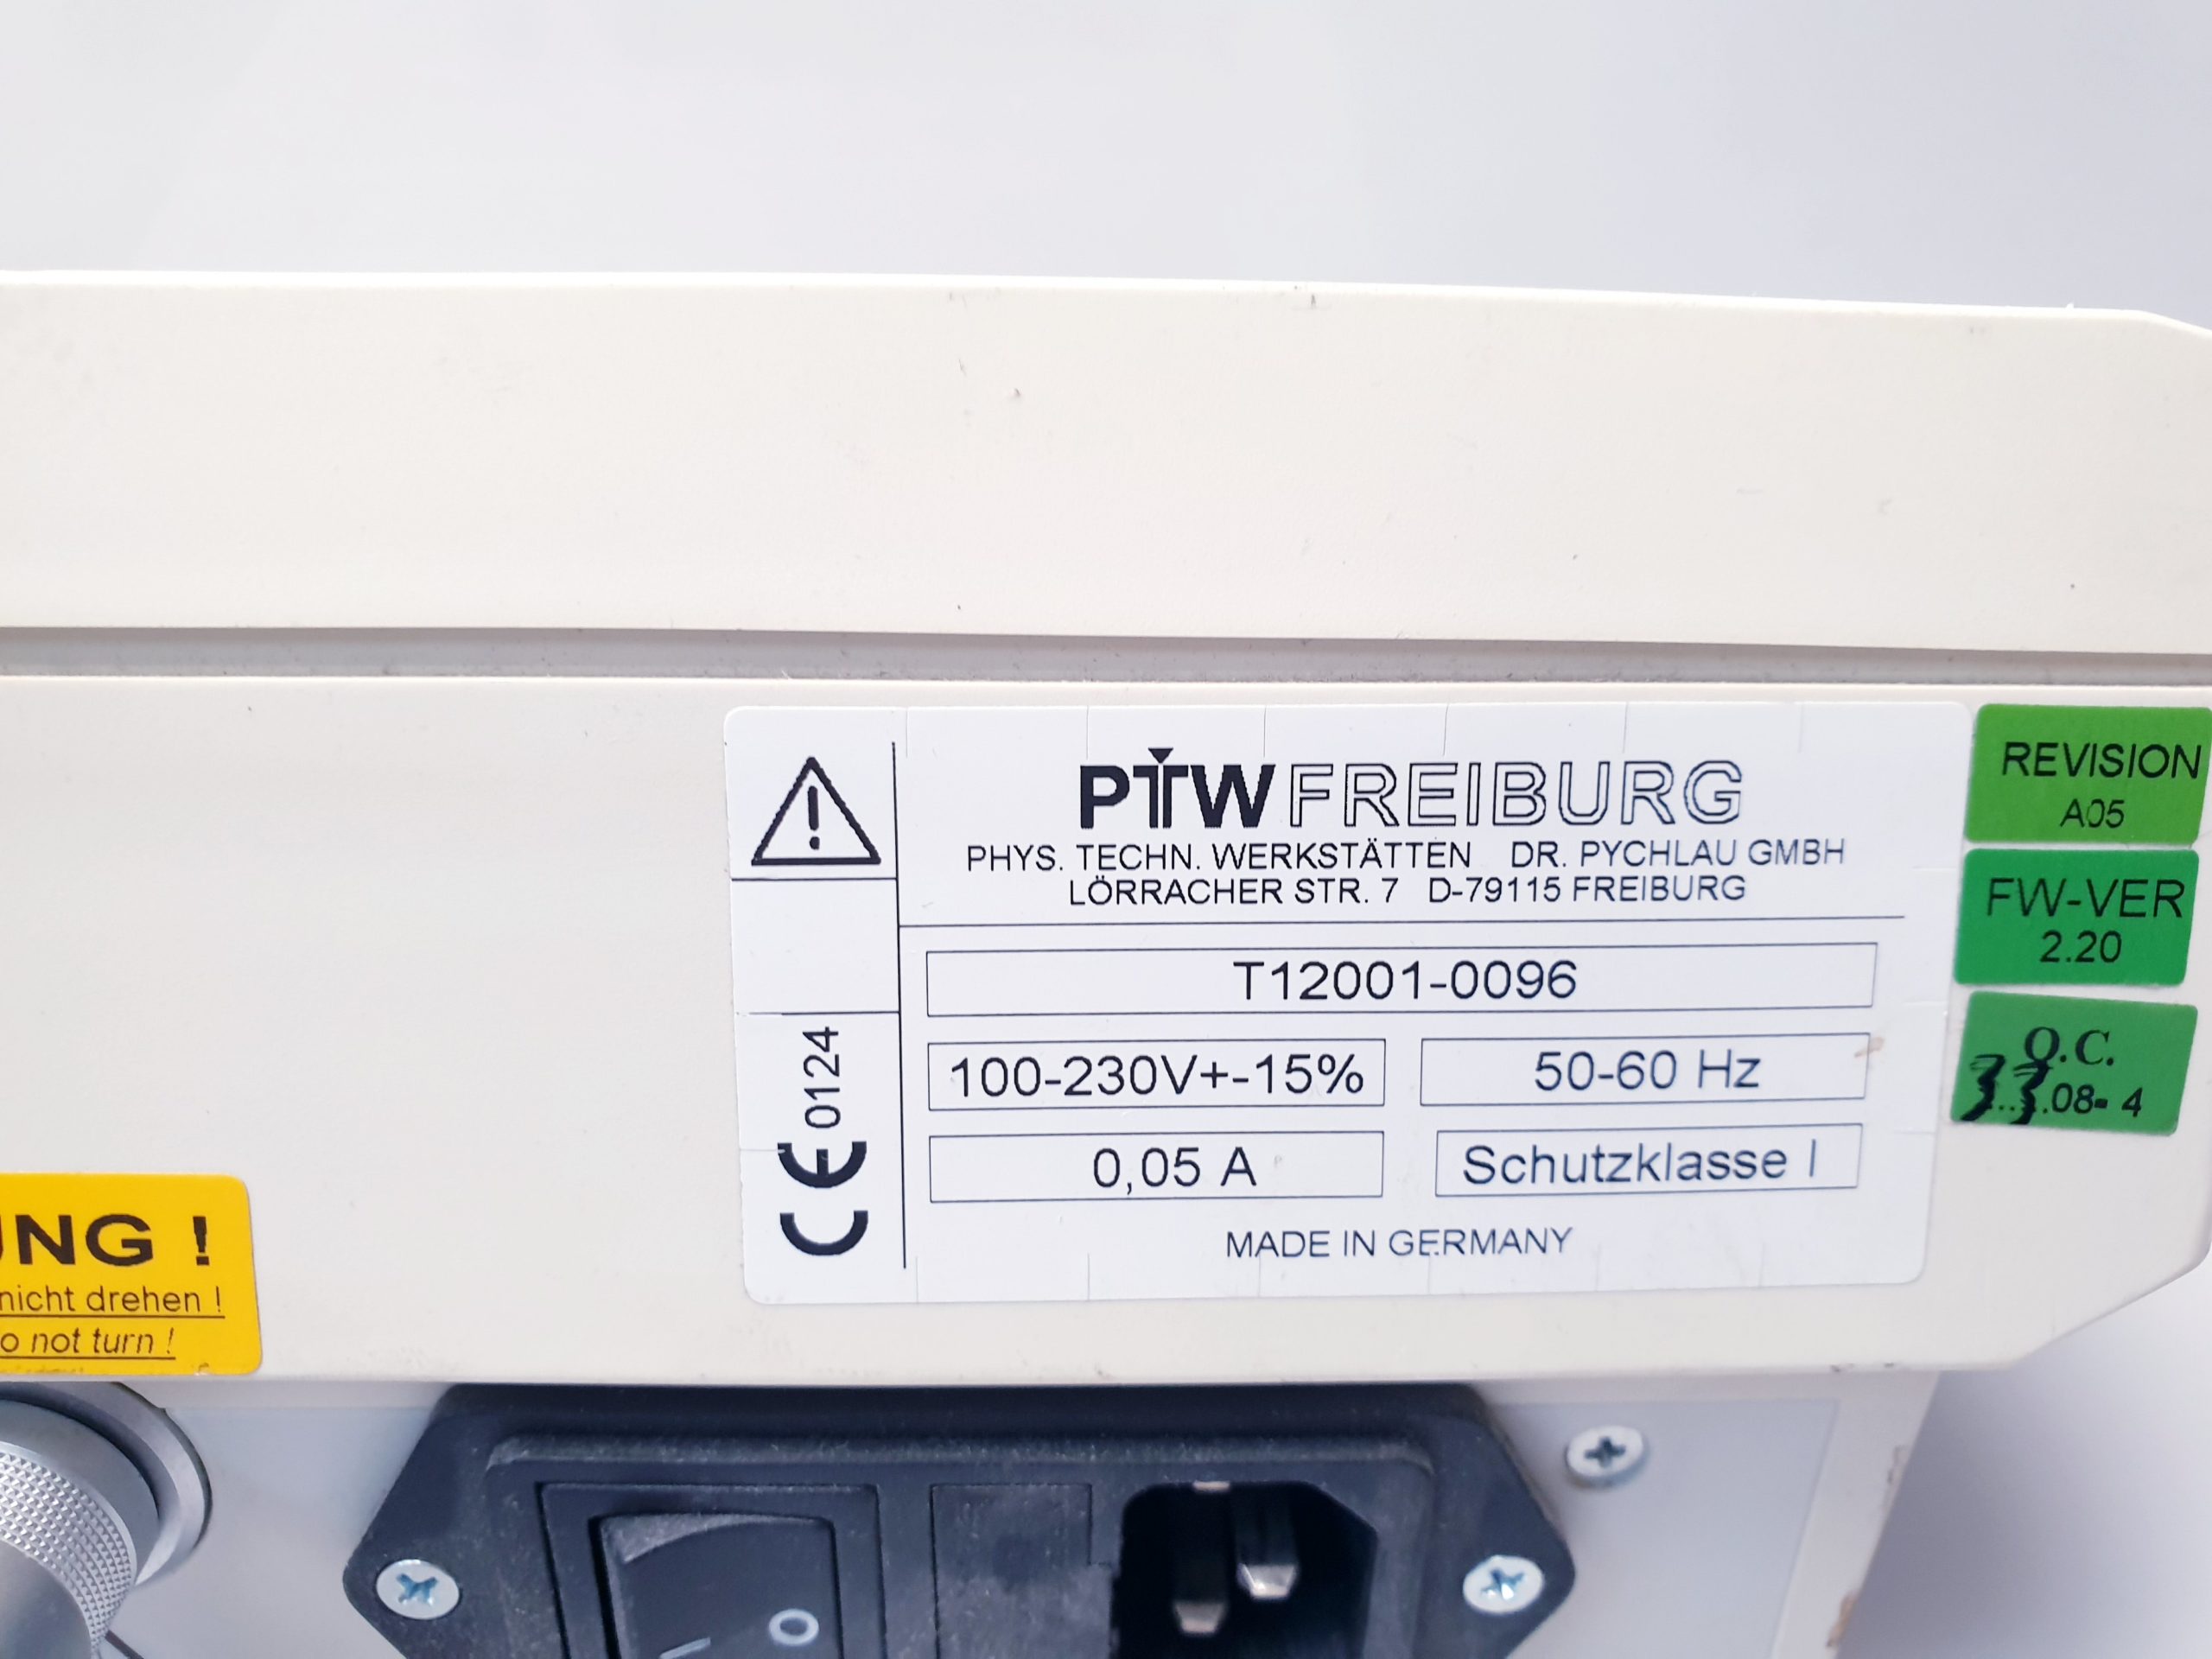 PTW FREIBURG
PHYS. TECHN. WERKSTÄTTEN DR. PYCHLAU GMBH
LÖRRACHER STR. 7 D-79115 FREIBURG
T12001-0096
100-230V+-15%
50-60 Hz
0,05 A
Schutzklasse I
MADE IN GERMANY
CE 0124
REVISION
A05
FW-VER
2.20
Q.C.
.08-4
UNG !
nicht drehen !
o not turn !